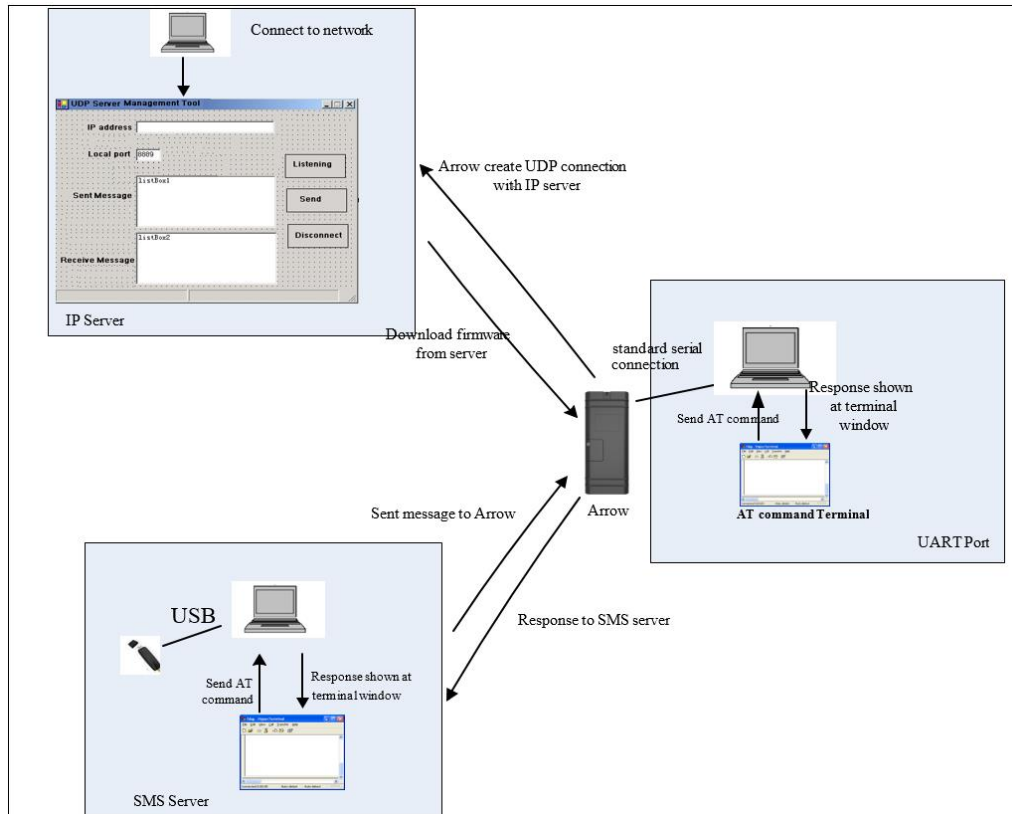 Connect to network
UDP Server Management Tool
IP address
Local port
8089
Listening
Sent Message
listBox1
Send
Disconnect
listBox2
Receive Message
IP Server
Arrow create UDP connection
with IP server
Download firmware
from server
standard serial
connection
Response shown
at terminal
window
Send AT command
AT command Terminal
UART Port
Arrow
Sent message to Arrow
Response to SMS server
USB
Send AT
command
Response shown at
terminal window
SMS Server